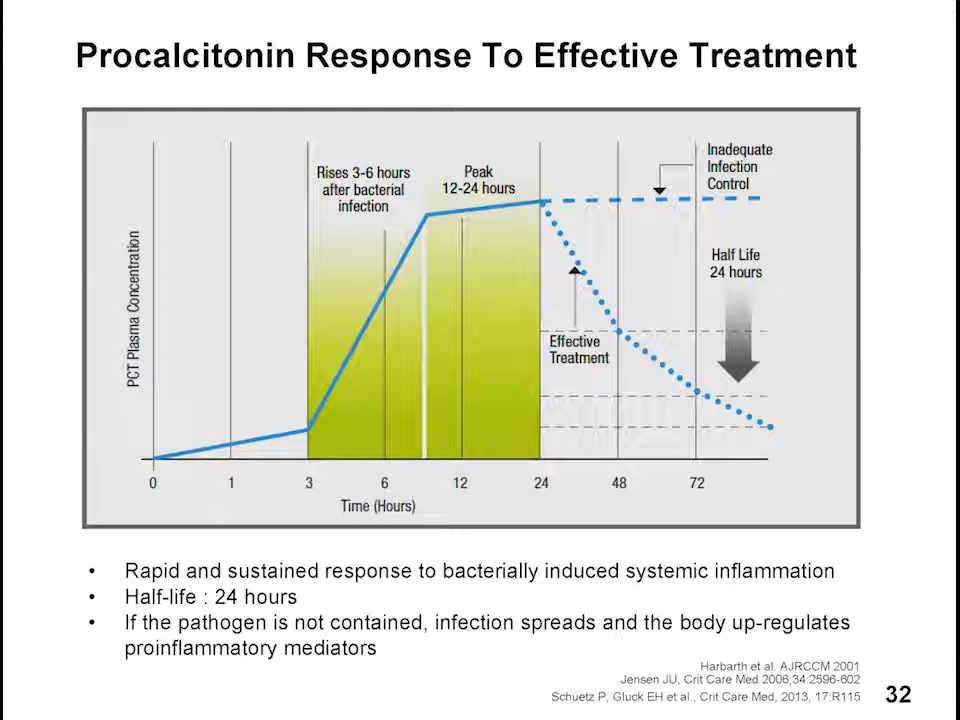 Procalcitonin Response To Effective Treatment
Rises 3-6 hours
after bacterial
infection
Peak
12-24 hours
Inadequate
Infection
Control
Half Life
24 hours
Effective
Treatment
PCT Plasma Concentration
0 1 3 6 12 24 48 72
Time (Hours)
• Rapid and sustained response to bacterially induced systemic inflammation
• Half-life : 24 hours
• If the pathogen is not contained, infection spreads and the body up-regulates
proinflammatory mediators
Harbarth et al. AJRCCM 2001
Jensen JU, Crit Care Med 2006;34:2596-602
Schuetz P, Gluck EH et al., Crit Care Med, 2013, 17:R115
32